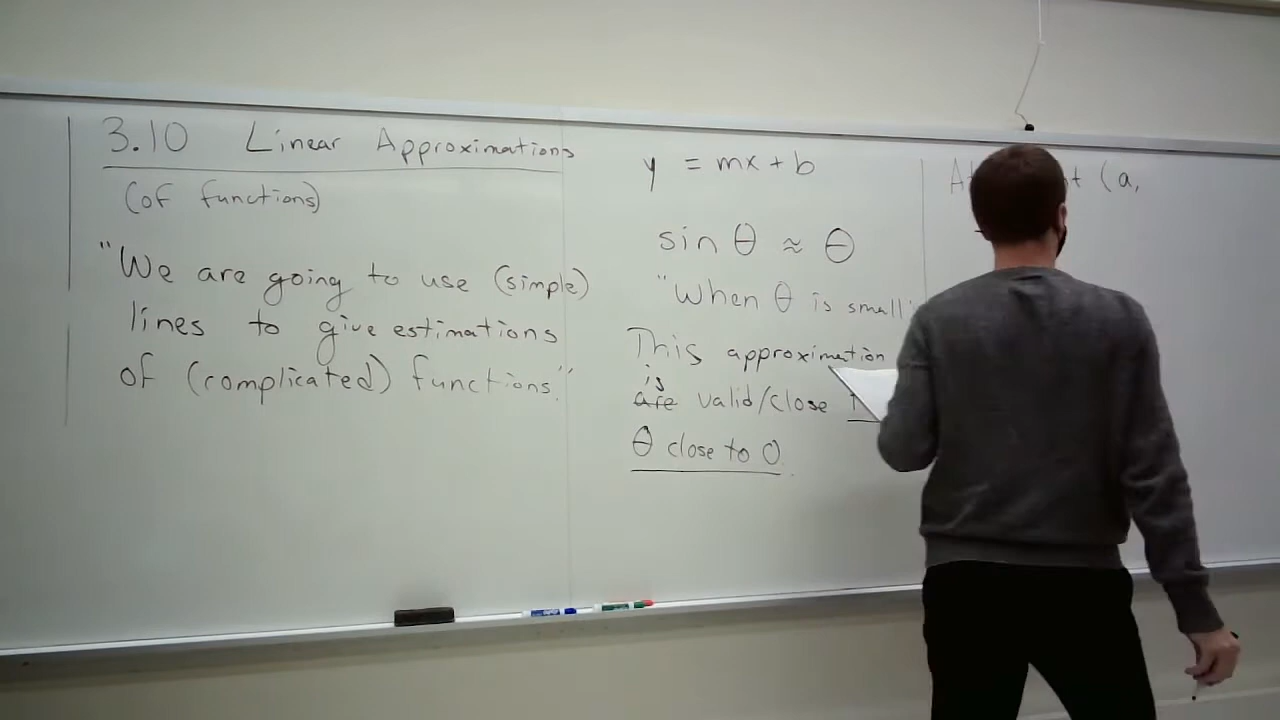 3.10 Linear Approximations
(of functions)
"We are going to use (simple)
lines to give estimations
of (complicated) functions."
y = mx + b
sin θ ≈ θ
"When θ is small"
This approximation
is
are valid/close
θ close to 0.
(a,